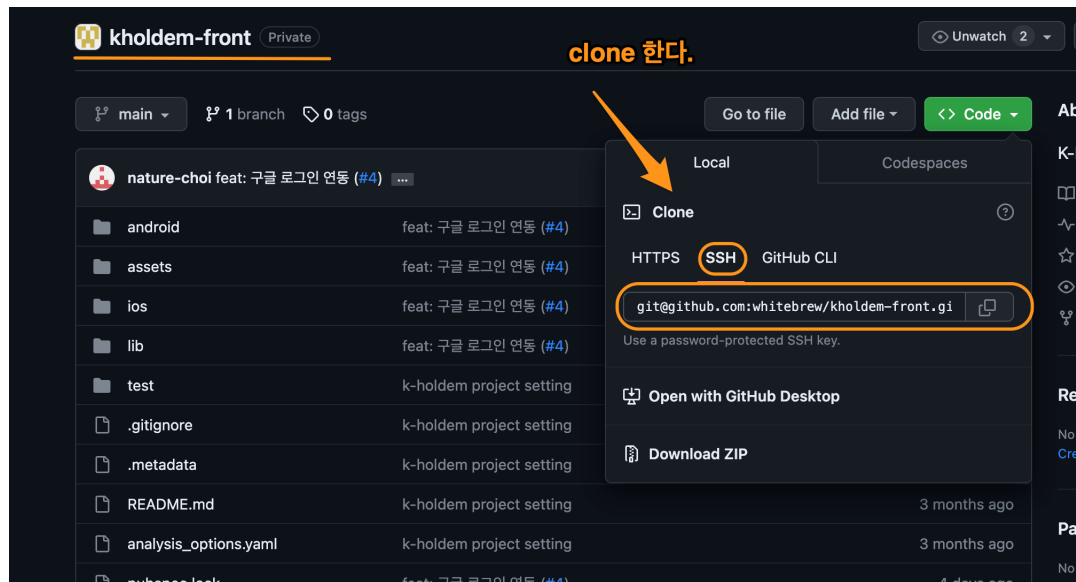 kholdem-front Private
Unwatch 2
clone 한다.
main 1 branch 0 tags
Go to file Add file <> Code
Local Codespaces
Clone
HTTPS SSH GitHub CLI
git@github.com:whitebrew/kholdem-front.gi
Use a password-protected SSH key.
Open with GitHub Desktop
Download ZIP
nature-choi feat: 구글 로그인 연동 (#4) ...
android feat: 구글 로그인 연동 (#4)
assets feat: 구글 로그인 연동 (#4)
ios feat: 구글 로그인 연동 (#4)
lib feat: 구글 로그인 연동 (#4)
test k-holdem project setting
.gitignore k-holdem project setting
.metadata k-holdem project setting
README.md k-holdem project setting 3 months ago
analysis_options.yaml k-holdem project setting 3 months ago
Ab
K-
Re
No
Cre
Pa
No